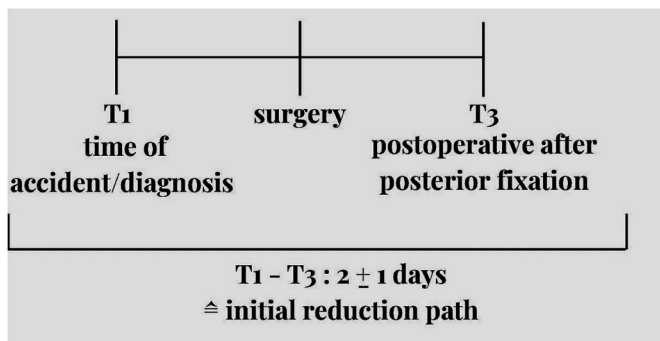 T1 surgery T3
time of postoperative after
accident/diagnosis posterior fixation
T1 - T3 : 2 ± 1 days
≙ initial reduction path